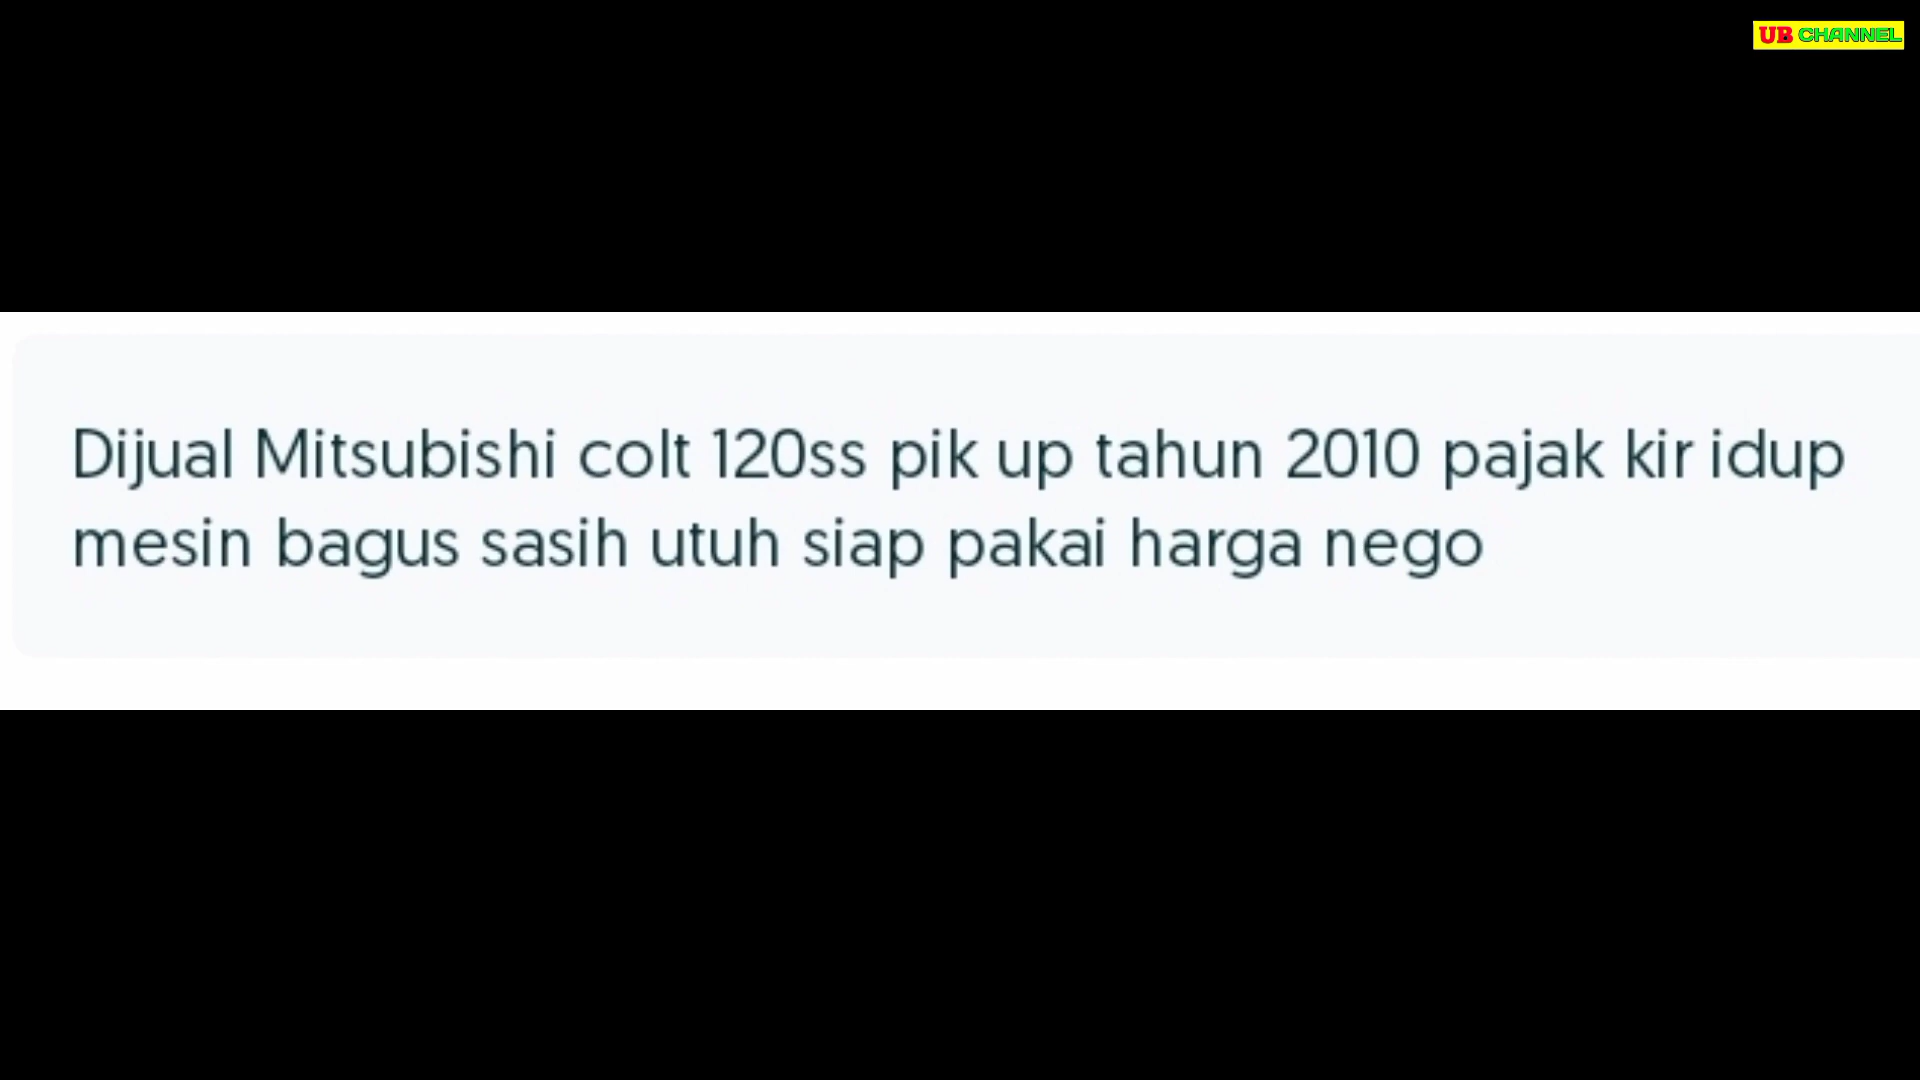 UB CHANNEL
Dijual Mitsubishi colt 120ss pik up tahun 2010 pajak kir idup
mesin bagus sasih utuh siap pakai harga nego